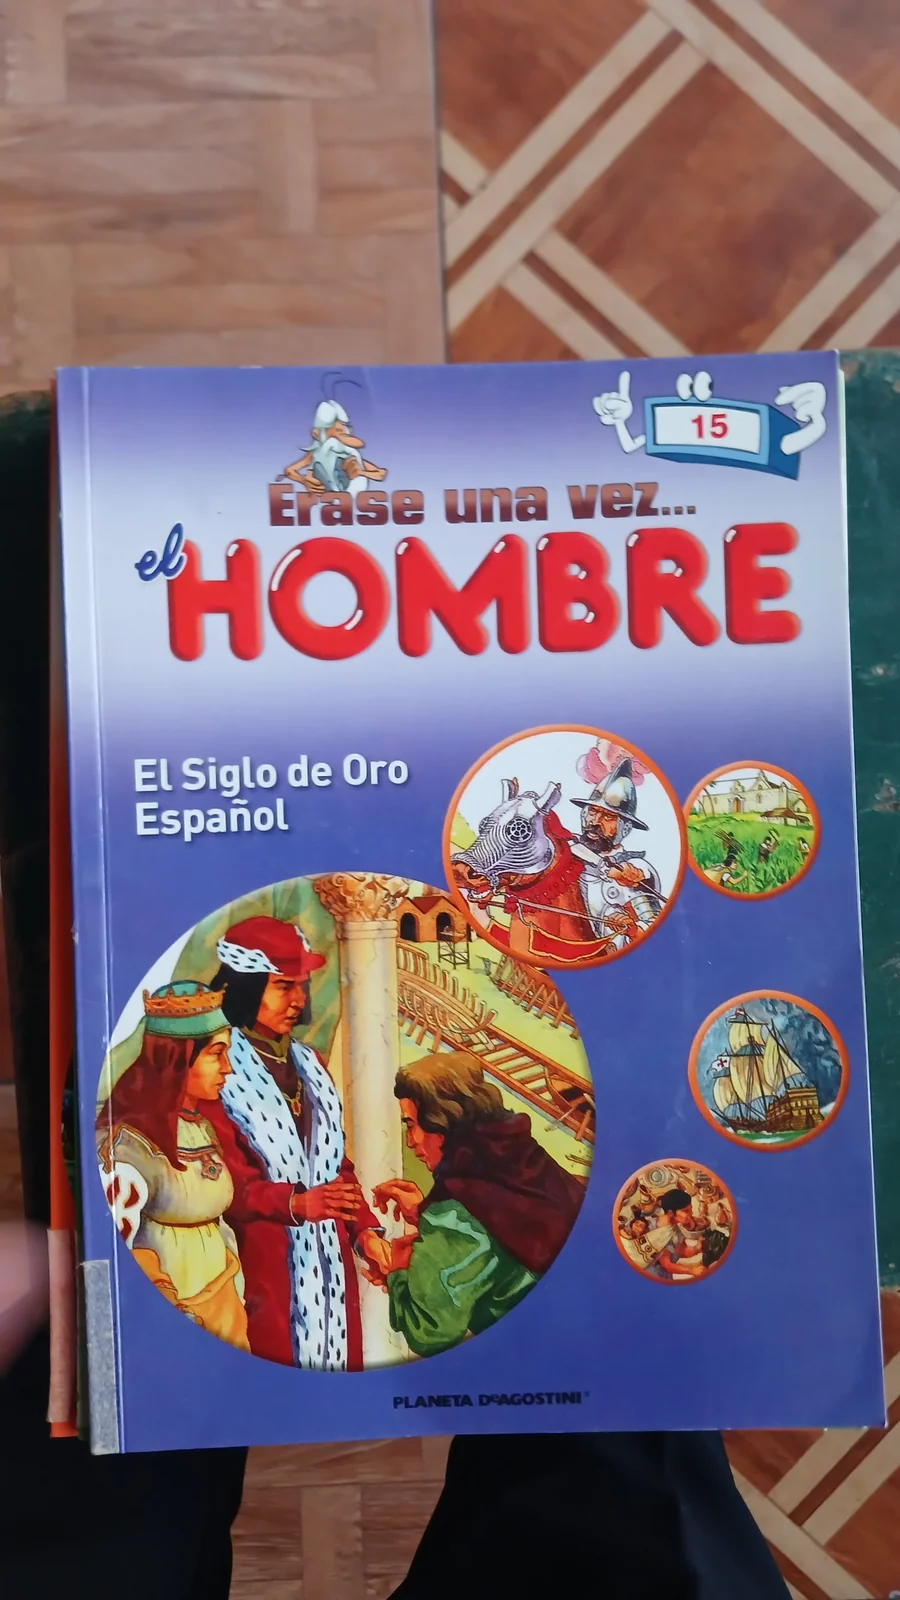 15
Érase una vez...
el HOMBRE
El Siglo de Oro
Español
PLANETA DeAGOSTINI